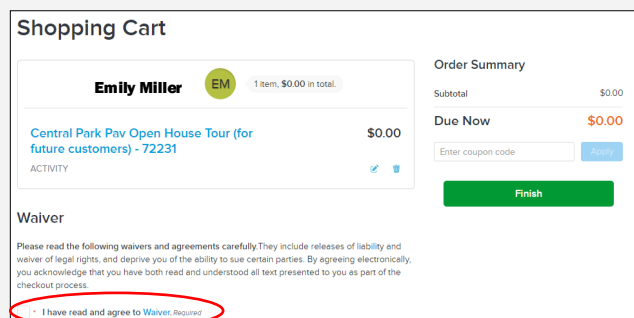 Shopping Cart
Emily Miller
EM
1 item, $0.00 in total.
Central Park Pav Open House Tour (for
future customers) - 72231
$0.00
ACTIVITY
Order Summary
Subtotal
$0.00
Due Now
$0.00
Enter coupon code
Apply
Finish
Waiver
Please read the following waivers and agreements carefully.They include releases of liability and
waiver of legal rights, and deprive you of the ability to sue certain parties. By agreeing electronically,
you acknowledge that you have both read and understood all text presented to you as part of the
checkout process.
* I have read and agree to Waiver. Required